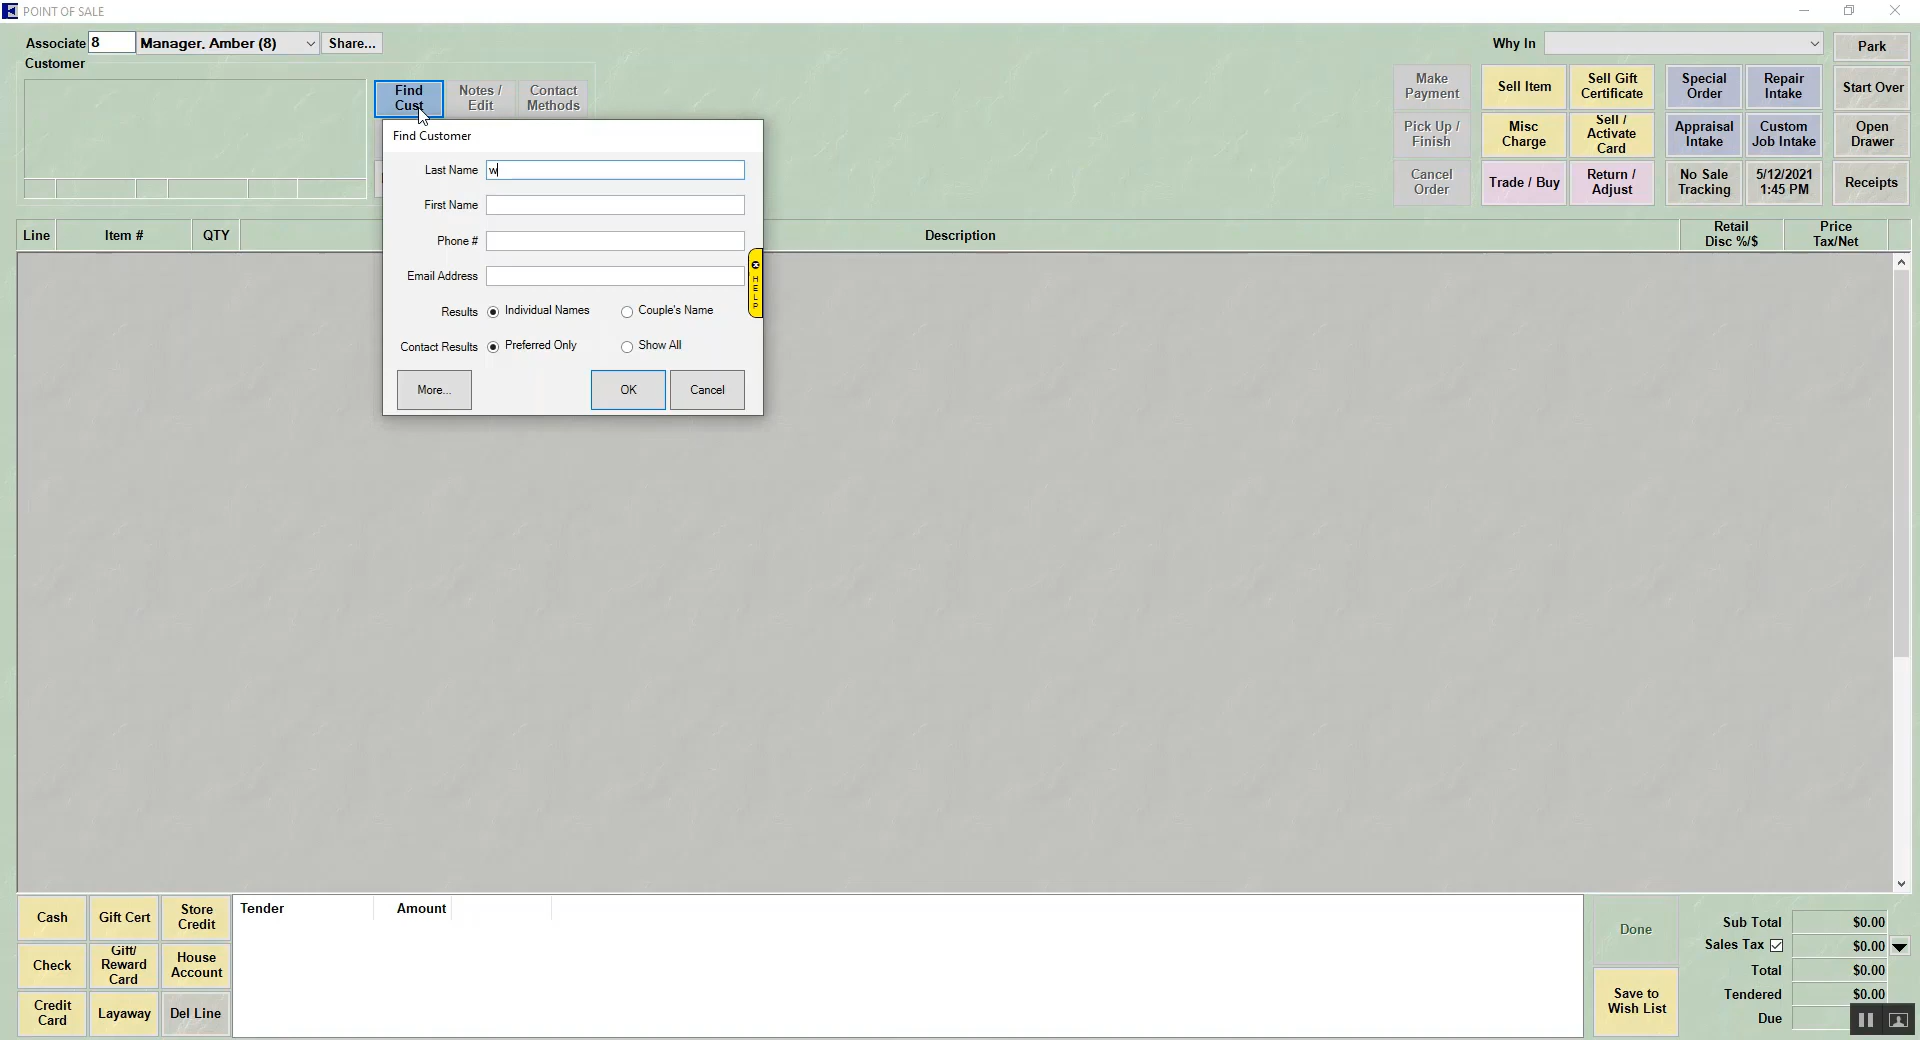 POINT OF SALE
Associate 8 Manager, Amber (8) Share...
Why In
Park
Customer
Find
Cust
Notes /
Edit
Contact
Methods
Make
Payment
Sell Item
Sell Gift
Certificate
Special
Order
Repair
Intake
Start Over
Pick Up /
Finish
Misc
Charge
Sell /
Activate
Card
Appraisal
Intake
Custom
Job Intake
Open
Drawer
Cancel
Order
Trade / Buy
Return /
Adjust
No Sale
Tracking
5/12/2021
1:45 PM
Receipts
Find Customer
Last Name w
First Name
Phone #
Email Address
Results Individual Names Couple's Name
Contact Results Preferred Only Show All
More... OK Cancel
HELP
Line Item # QTY Description
Retail
Disc %/$
Price
Tax/Net
Cash
Gift Cert
Store
Credit
Check
Gift/
Reward
Card
House
Account
Credit
Card
Layaway
Del Line
Tender Amount
Done
Save to
Wish List
Sub Total $0.00
Sales Tax $0.00
Total $0.00
Tendered $0.00
Due